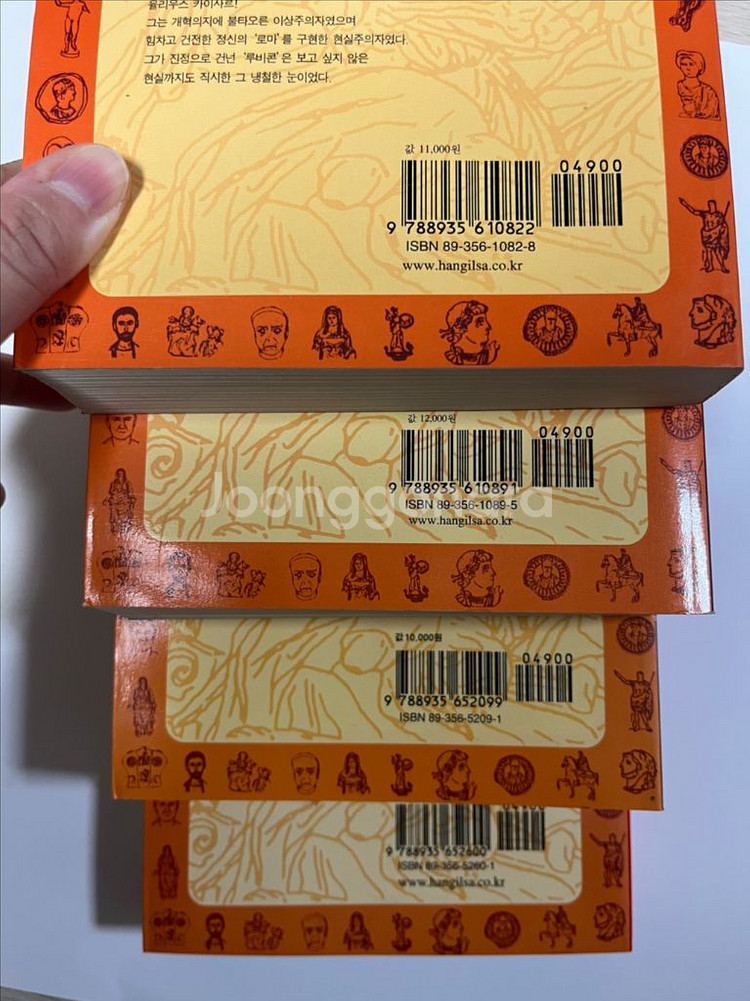 율리우스 카이사르!
그는 개혁의지에 불타오른 이상주의자였으며
힘차고 건전한 정신의 '로마'를 구현한 현실주의자였다.
그가 진정으로 건넌 '루비콘'은 보고 싶지 않은
현실까지도 직시한 그 냉철한 눈이었다.
값 11,000원
04900
9 788935 610822
ISBN 89-356-1082-8
www.hangilsa.co.kr
값 12,000원
04900
9 788935 610891
ISBN 89-356-1089-5
www.hangilsa.co.kr
Joonggonara
값 10,000원
04900
9 788935 652099
ISBN 89-356-5209-1
04900
9 788935 652600
ISBN 89-356-5260-1
www.hangilsa.co.kr